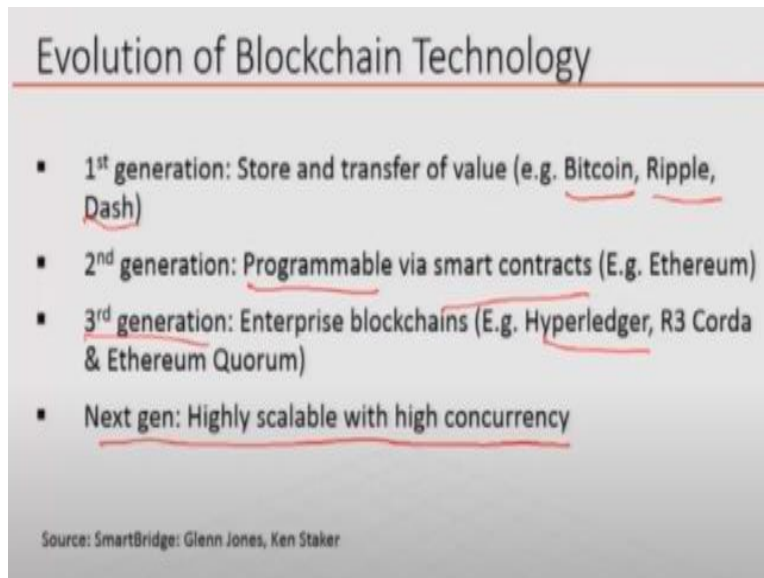 Evolution of Blockchain Technology
▪ 1st generation: Store and transfer of value (e.g. Bitcoin, Ripple,
Dash)
▪ 2nd generation: Programmable via smart contracts (E.g. Ethereum)
▪ 3rd generation: Enterprise blockchains (E.g. Hyperledger, R3 Corda
& Ethereum Quorum)
▪ Next gen: Highly scalable with high concurrency
Source: SmartBridge: Glenn Jones, Ken Staker